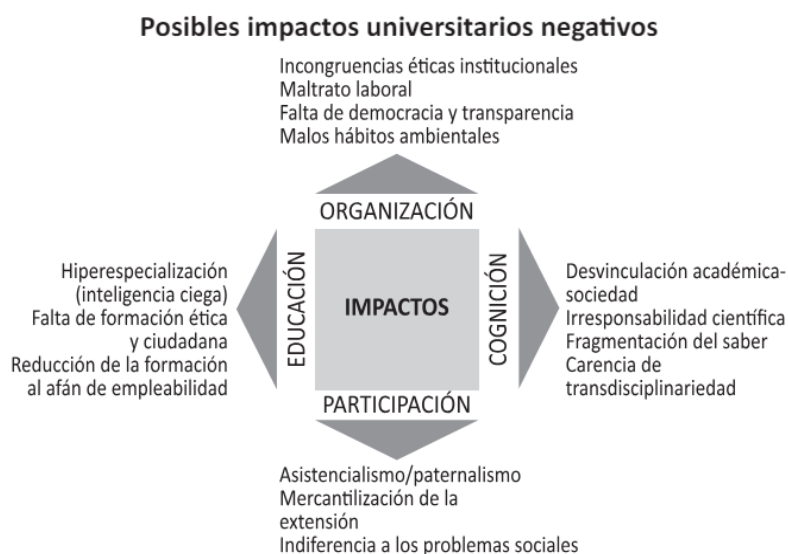 Posibles impactos universitarios negativos
Incongruencias éticas institucionales
Maltrato laboral
Falta de democracia y transparencia
Malos hábitos ambientales
ORGANIZACIÓN
Hiperespecialización
(inteligencia ciega)
Falta de formación ética
y ciudadana
Reducción de la formación
al afán de empleabilidad
EDUCACIÓN
IMPACTOS
COGNICIÓN
Desvinculación académica-
sociedad
Irresponsabilidad científica
Fragmentación del saber
Carencia de
transdisciplinariedad
PARTICIPACIÓN
Asistencialismo/paternalismo
Mercantilización de la
extensión
Indiferencia a los problemas sociales